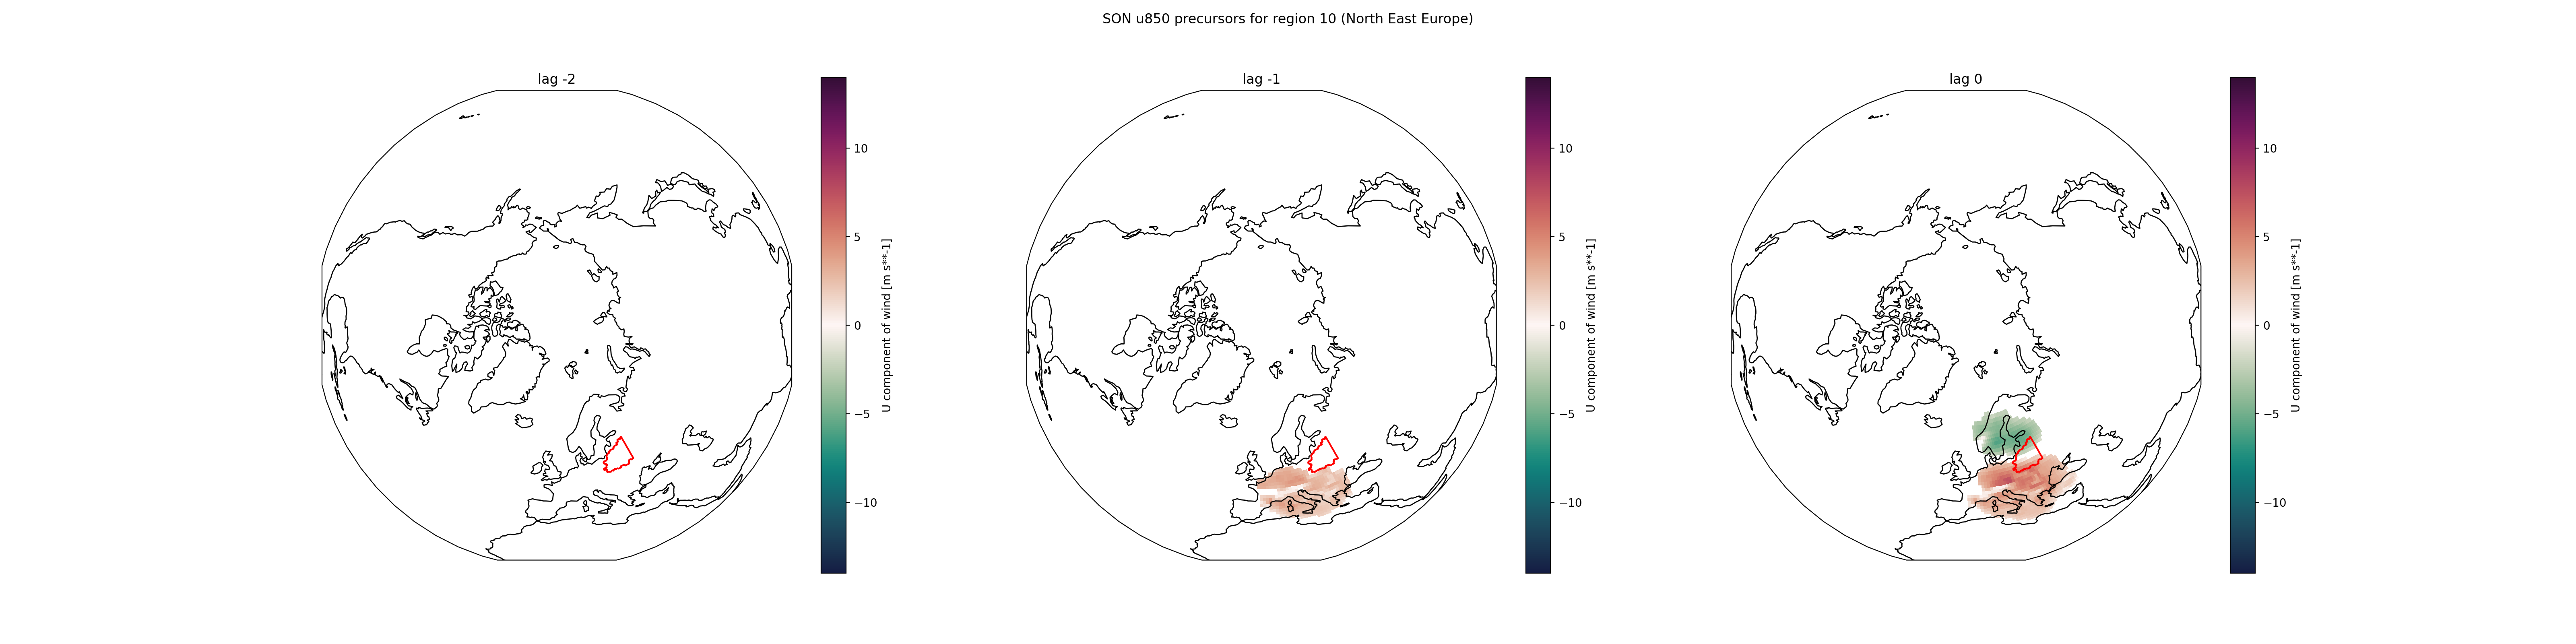 SON u850 precursors for region 10 (North East Europe)
lag -2
10
5
0
−5
−10
U component of wind [m s**-1]
lag -1
10
5
0
−5
−10
U component of wind [m s**-1]
lag 0
10
5
0
−5
−10
U component of wind [m s**-1]